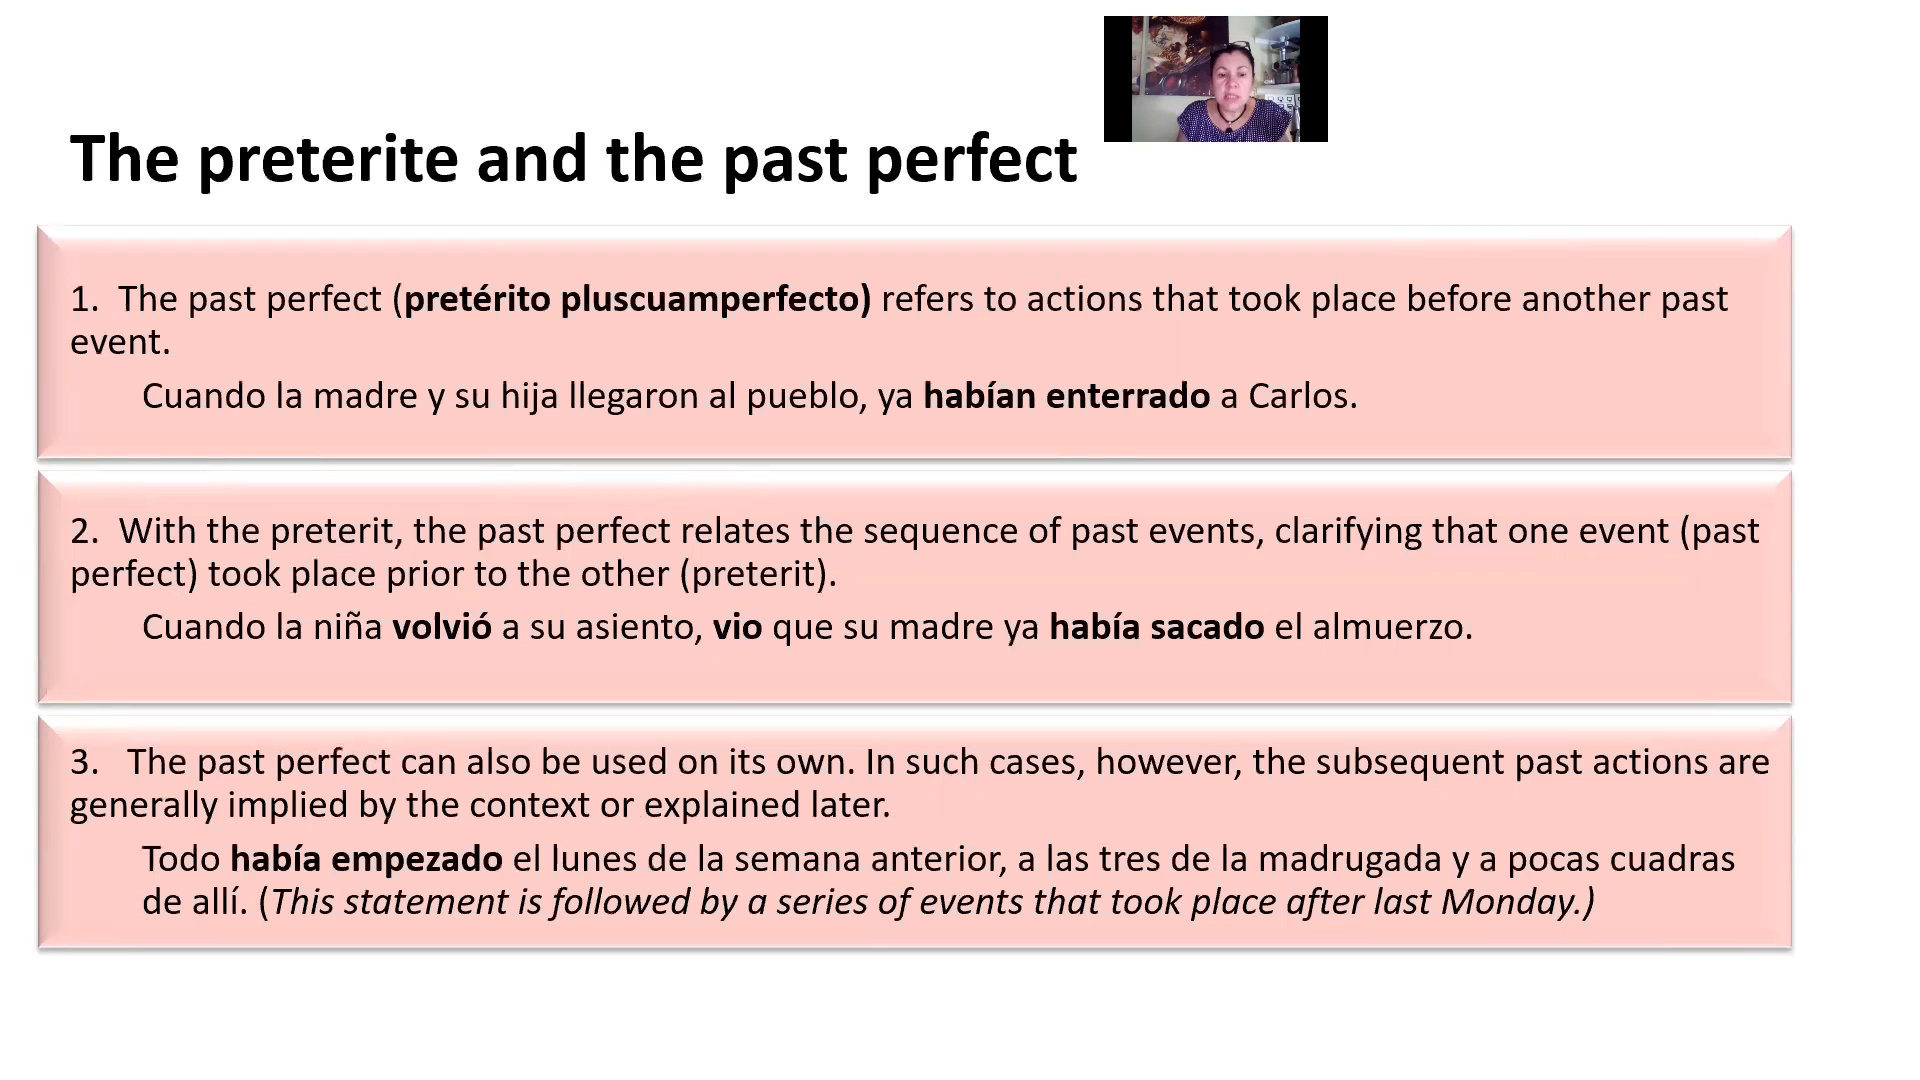 The preterite and the past perfect
1. The past perfect (pretérito pluscuamperfecto) refers to actions that took place before another past
event.
Cuando la madre y su hija llegaron al pueblo, ya habían enterrado a Carlos.
2. With the preterit, the past perfect relates the sequence of past events, clarifying that one event (past
perfect) took place prior to the other (preterit).
Cuando la niña volvió a su asiento, vio que su madre ya había sacado el almuerzo.
3. The past perfect can also be used on its own. In such cases, however, the subsequent past actions are
generally implied by the context or explained later.
Todo había empezado el lunes de la semana anterior, a las tres de la madrugada y a pocas cuadras
de allí. (This statement is followed by a series of events that took place after last Monday.)